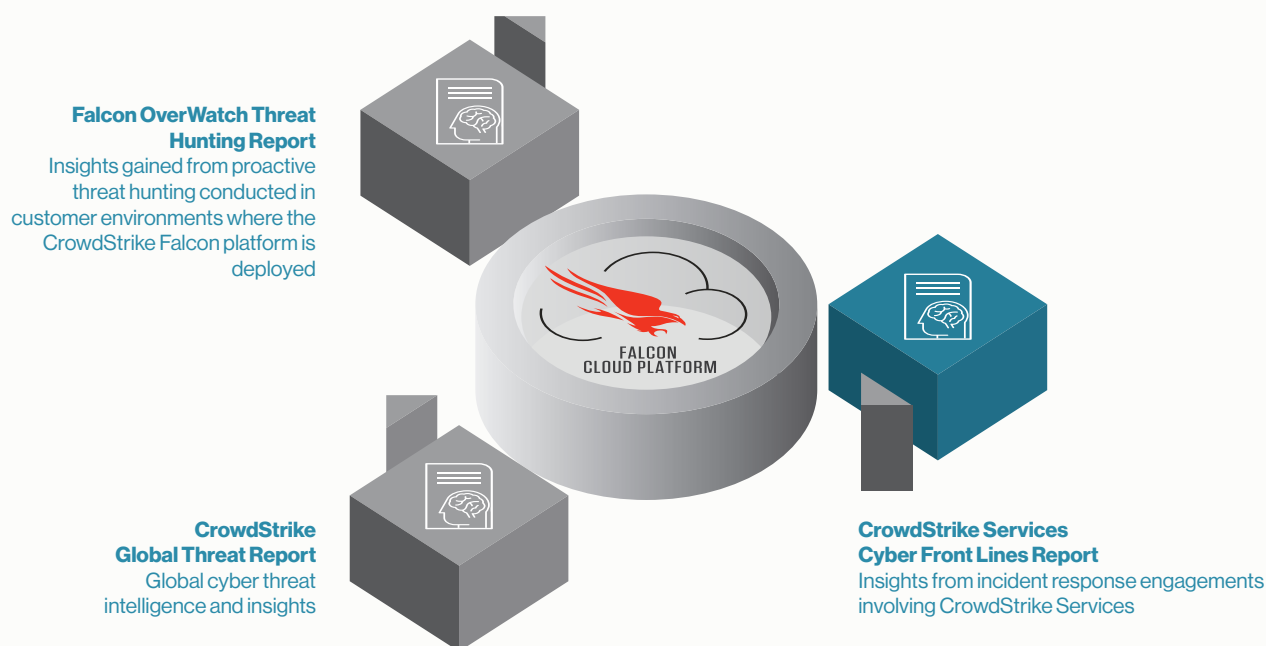 Falcon OverWatch Threat
Hunting Report
Insights gained from proactive
threat hunting conducted in
customer environments where the
CrowdStrike Falcon platform is
deployed
FALCON
CLOUD PLATFORM
CrowdStrike
Global Threat Report
Global cyber threat
intelligence and insights
CrowdStrike Services
Cyber Front Lines Report
Insights from incident response engagements
involving CrowdStrike Services